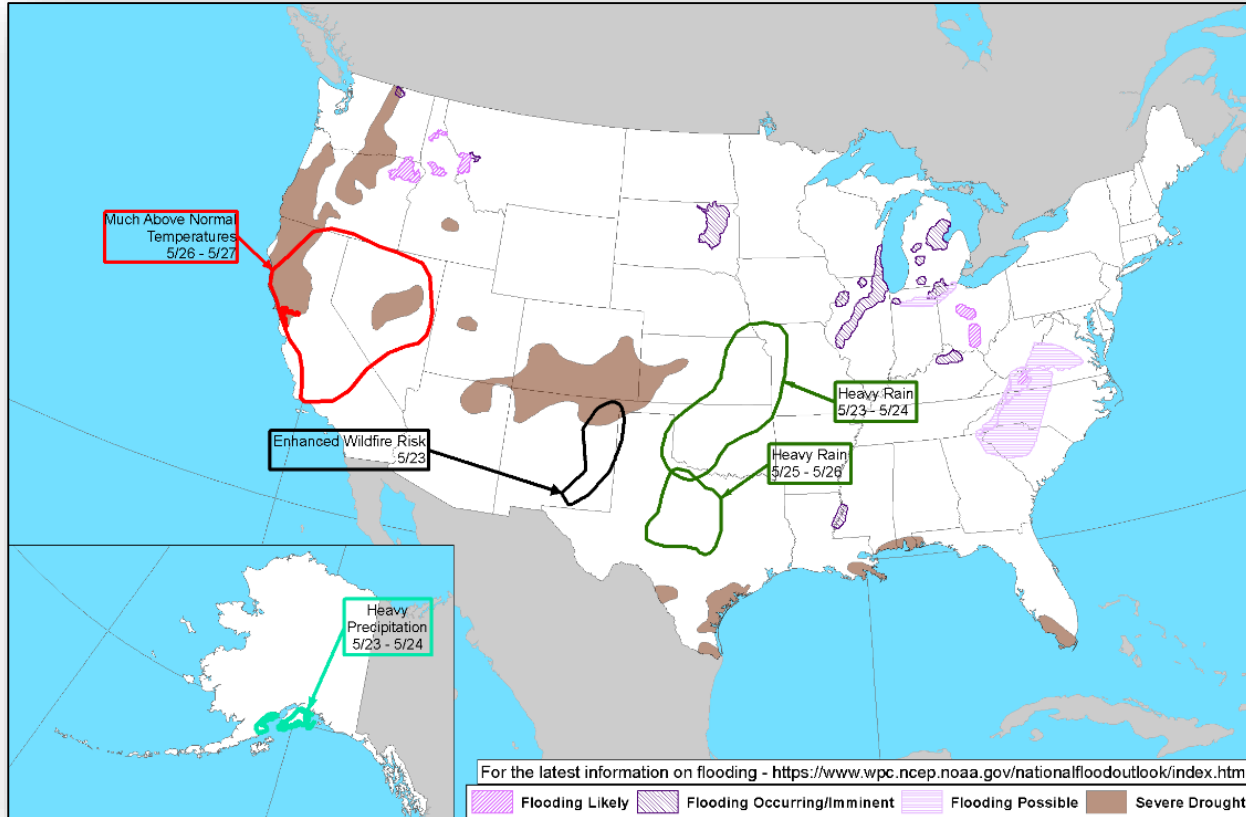 Much Above Normal
Temperatures
5/26 - 5/27
Heavy Rain
5/23 - 5/24
Enhanced Wildfire Risk
5/23
Heavy Rain
5/25 - 5/26
Heavy
Precipitation
5/23 - 5/24
For the latest information on flooding - https://www.wpc.ncep.noaa.gov/nationalfloodoutlook/index.htm
Flooding Likely Flooding Occurring/Imminent Flooding Possible Severe Drought